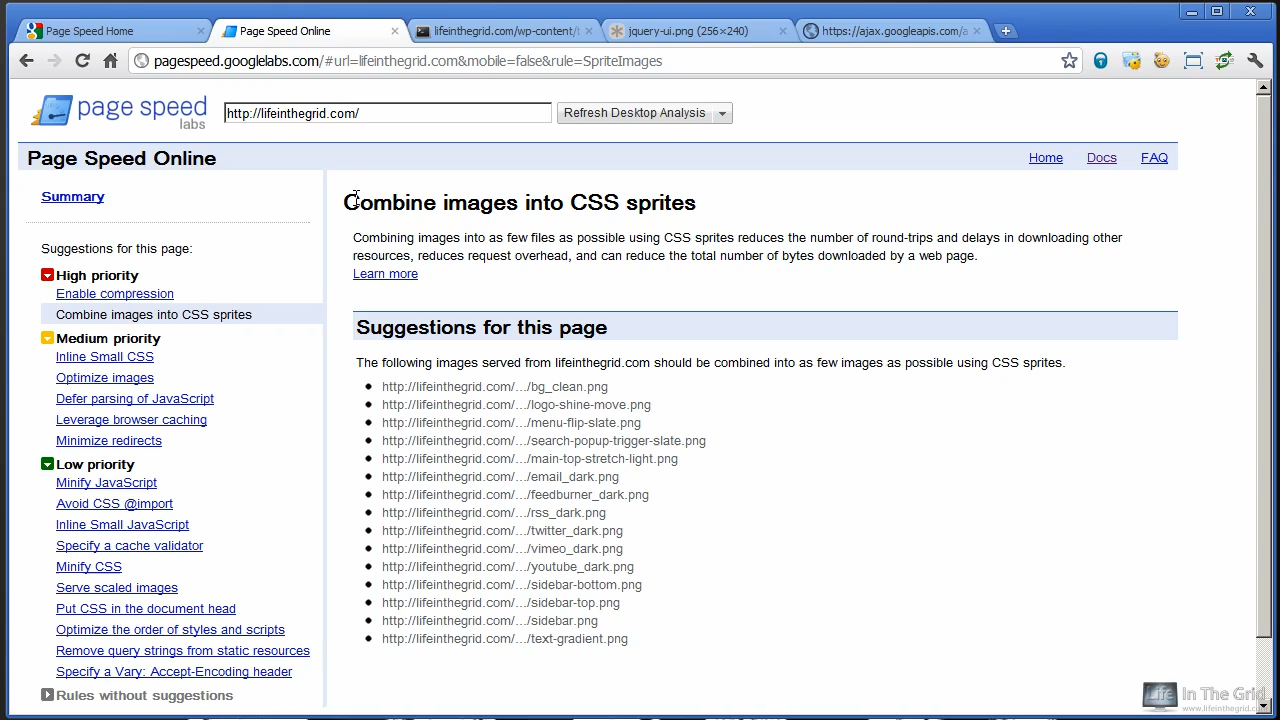 Page Speed Home
Page Speed Online
lifeinthegrid.com/wp-content/t
jquery-ui.png (256×240)
https://ajax.googleapis.com/a
pagespeed.googlelabs.com/#url=lifeinthegrid.com&mobile=false&rule=SpriteImages
page speed
labs
http://lifeinthegrid.com/
Refresh Desktop Analysis
Page Speed Online
Home Docs FAQ
Summary
Suggestions for this page:
High priority
Enable compression
Combine images into CSS sprites
Medium priority
Inline Small CSS
Optimize images
Defer parsing of JavaScript
Leverage browser caching
Minimize redirects
Low priority
Minify JavaScript
Avoid CSS @import
Inline Small JavaScript
Specify a cache validator
Minify CSS
Serve scaled images
Put CSS in the document head
Optimize the order of styles and scripts
Remove query strings from static resources
Specify a Vary: Accept-Encoding header
Rules without suggestions
Combine images into CSS sprites
Combining images into as few files as possible using CSS sprites reduces the number of round-trips and delays in downloading other
resources, reduces request overhead, and can reduce the total number of bytes downloaded by a web page.
Learn more
Suggestions for this page
The following images served from lifeinthegrid.com should be combined into as few images as possible using CSS sprites.
http://lifeinthegrid.com/.../bg_clean.png
http://lifeinthegrid.com/.../logo-shine-move.png
http://lifeinthegrid.com/.../menu-flip-slate.png
http://lifeinthegrid.com/.../search-popup-trigger-slate.png
http://lifeinthegrid.com/.../main-top-stretch-light.png
http://lifeinthegrid.com/.../email_dark.png
http://lifeinthegrid.com/.../feedburner_dark.png
http://lifeinthegrid.com/.../rss_dark.png
http://lifeinthegrid.com/.../twitter_dark.png
http://lifeinthegrid.com/.../vimeo_dark.png
http://lifeinthegrid.com/.../youtube_dark.png
http://lifeinthegrid.com/.../sidebar-bottom.png
http://lifeinthegrid.com/.../sidebar-top.png
http://lifeinthegrid.com/.../sidebar.png
http://lifeinthegrid.com/.../text-gradient.png
Life In The Grid